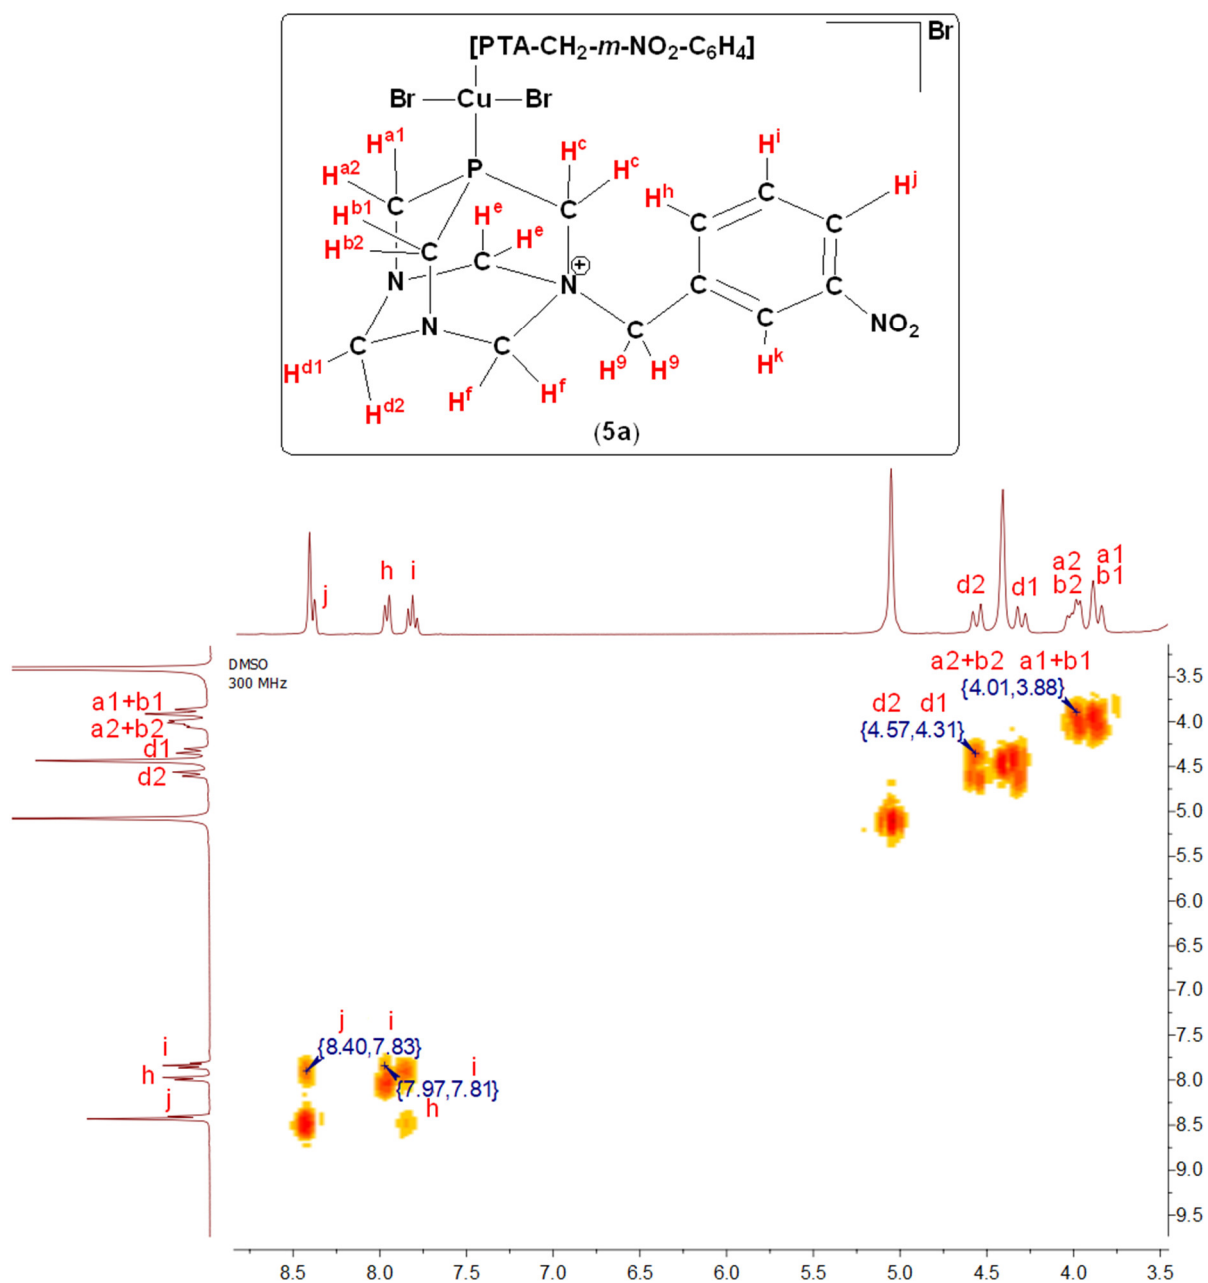 [PTA-CH2-m-NO2-C6H4]
Br
Br Cu Br
Ha1
Ha2
P
Hc
Hc
Hi
Hj
Hb1
Hb2
C
He
He
C
Hh
C
C
C
C
C
N
N
+
N
C
C
C
C
C
C
N
NO2
Hd1
Hd2
Hf
Hf
H9
H9
Hk
(5a)
j
h
i
d2
d1
a2
b2
a1
b1
DMSO
300 MHz
a1+b1
a2+b2
d1
d2
a2+b2 a1+b1
{4.01,3.88}
d2 d1
{4.57,4.31}
j i
{8.40,7.83}
i
{7.97,7.81}
h
i
h
j
3.5
4.0
4.5
5.0
5.5
6.0
6.5
7.0
7.5
8.0
8.5
9.0
9.5
8.5 8.0 7.5 7.0 6.5 6.0 5.5 5.0 4.5 4.0 3.5